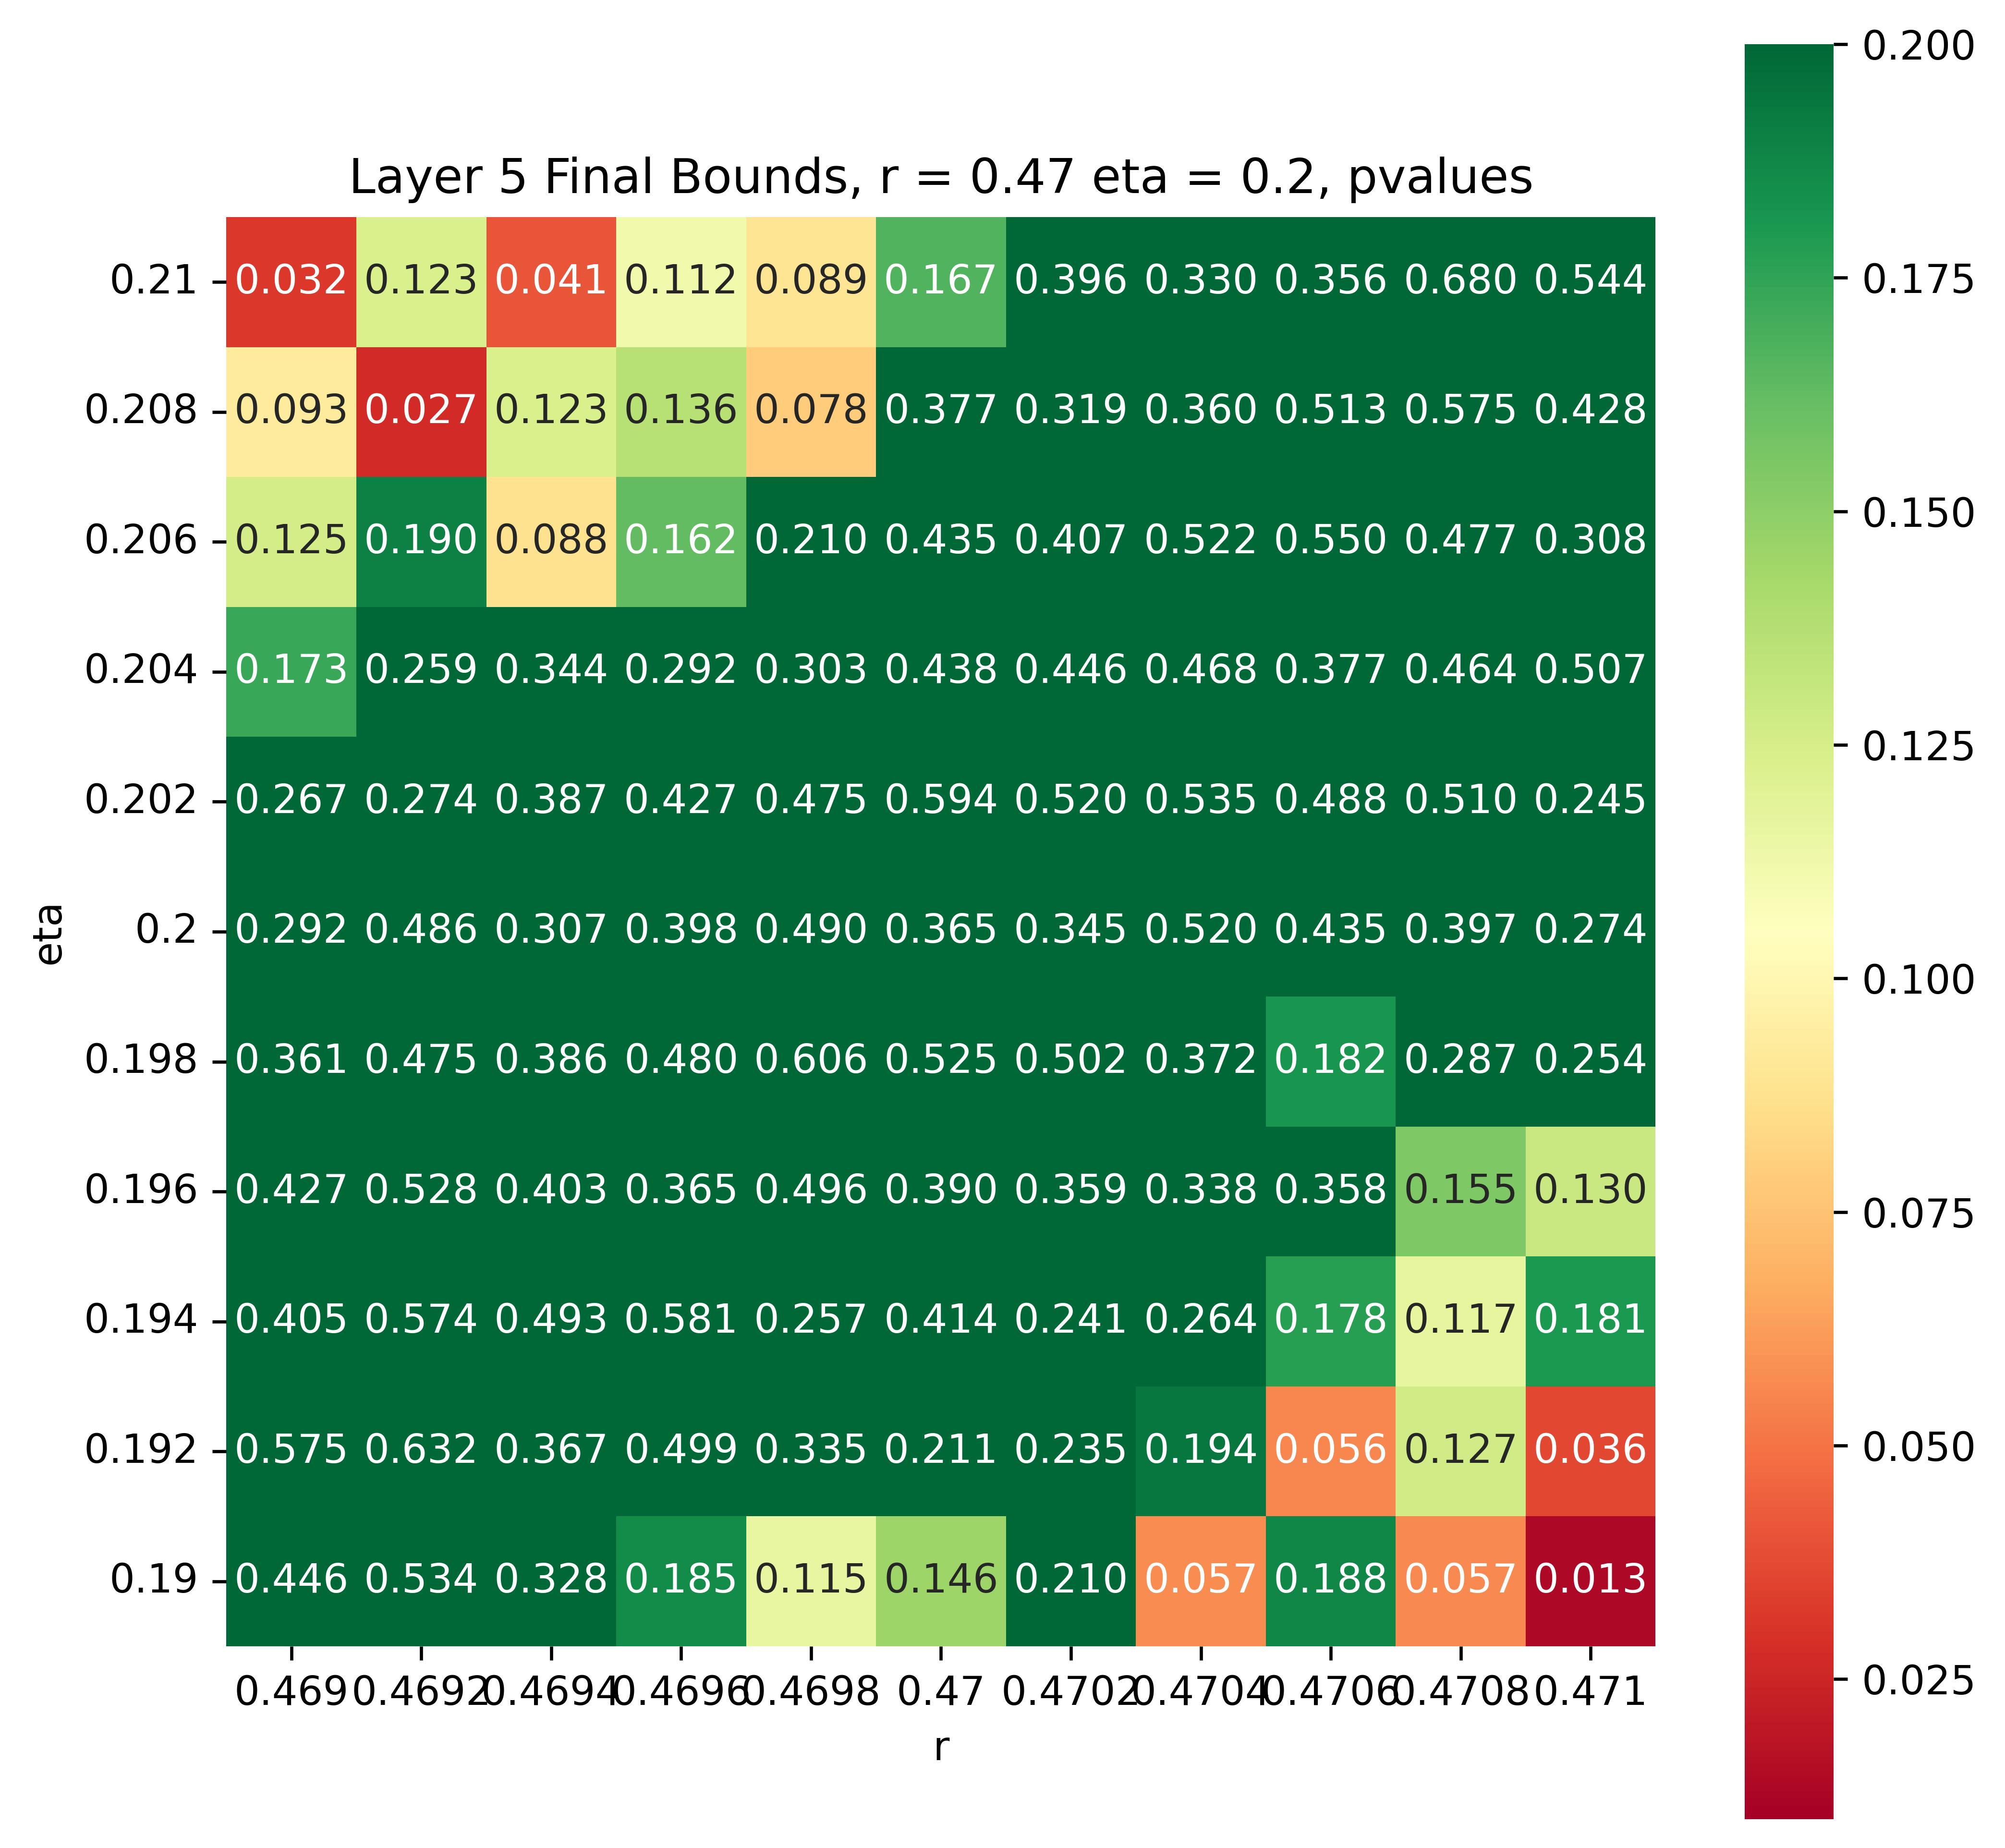 Layer 5 Final Bounds, r = 0.47 eta = 0.2, pvalues
0.21 0.032 0.123 0.041 0.112 0.089 0.167 0.396 0.330 0.356 0.680 0.544
0.208 0.093 0.027 0.123 0.136 0.078 0.377 0.319 0.360 0.513 0.575 0.428
0.206 0.125 0.190 0.088 0.162 0.210 0.435 0.407 0.522 0.550 0.477 0.308
0.204 0.173 0.259 0.344 0.292 0.303 0.438 0.446 0.468 0.377 0.464 0.507
0.202 0.267 0.274 0.387 0.427 0.475 0.594 0.520 0.535 0.488 0.510 0.245
0.2 0.292 0.486 0.307 0.398 0.490 0.365 0.345 0.520 0.435 0.397 0.274
0.198 0.361 0.475 0.386 0.480 0.606 0.525 0.502 0.372 0.182 0.287 0.254
0.196 0.427 0.528 0.403 0.365 0.496 0.390 0.359 0.338 0.358 0.155 0.130
0.194 0.405 0.574 0.493 0.581 0.257 0.414 0.241 0.264 0.178 0.117 0.181
0.192 0.575 0.632 0.367 0.499 0.335 0.211 0.235 0.194 0.056 0.127 0.036
0.19 0.446 0.534 0.328 0.185 0.115 0.146 0.210 0.057 0.188 0.057 0.013
0.469 0.4692 0.4694 0.4696 0.4698 0.47 0.4702 0.4704 0.4706 0.4708 0.471
r
eta
0.200
0.175
0.150
0.125
0.100
0.075
0.050
0.025